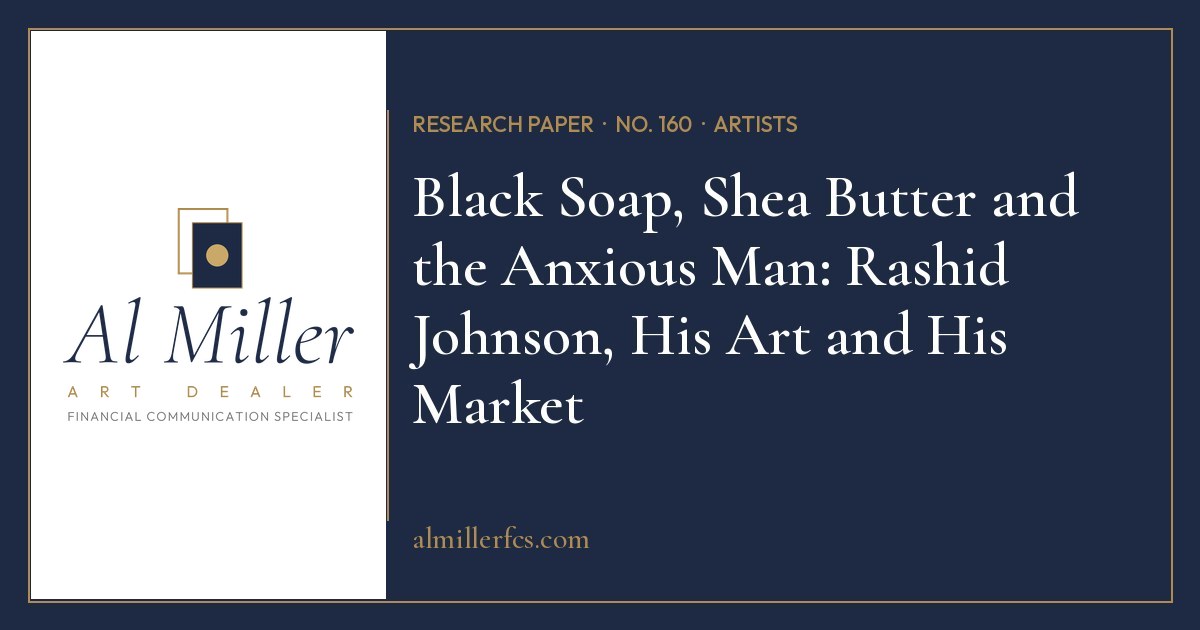 Al Miller
ART DEALER
FINANCIAL COMMUNICATION SPECIALIST
RESEARCH PAPER · NO. 160 · ARTISTS
Black Soap, Shea Butter and
the Anxious Man: Rashid
Johnson, His Art and His
Market
almillerfcs.com